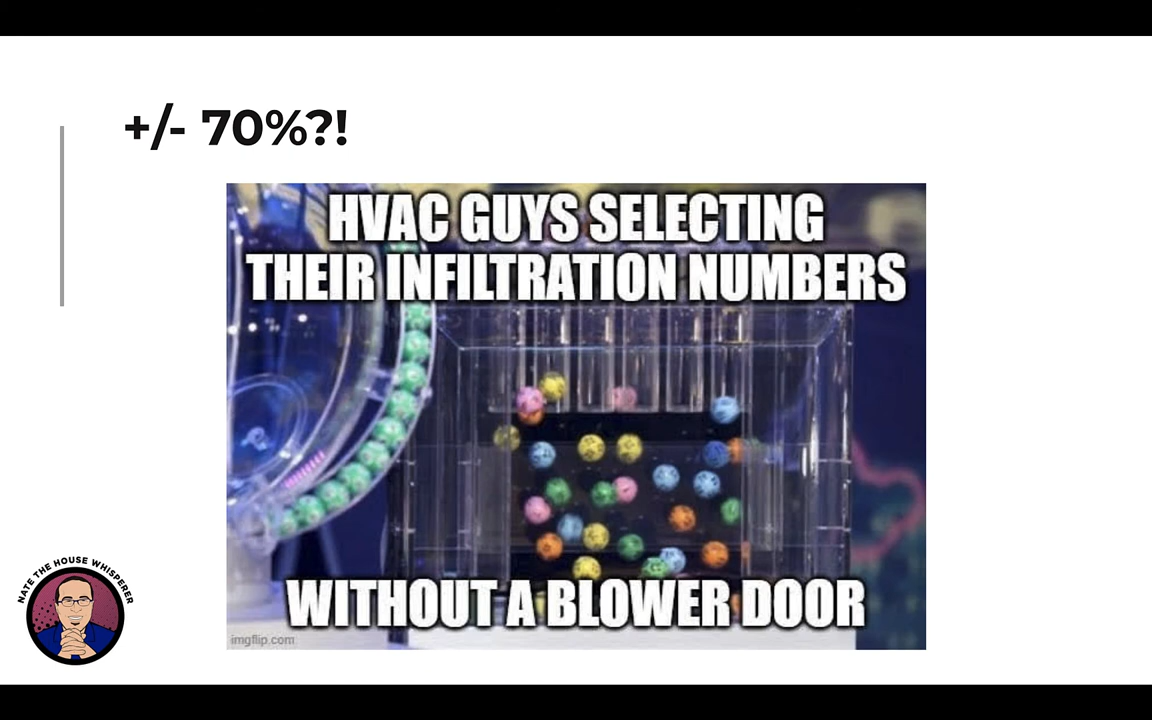 +/- 70%?!
HVAC GUYS SELECTING
THEIR INFILTRATION NUMBERS
WITHOUT A BLOWER DOOR
imgflip.com
NATE THE HOUSE WHISPERER